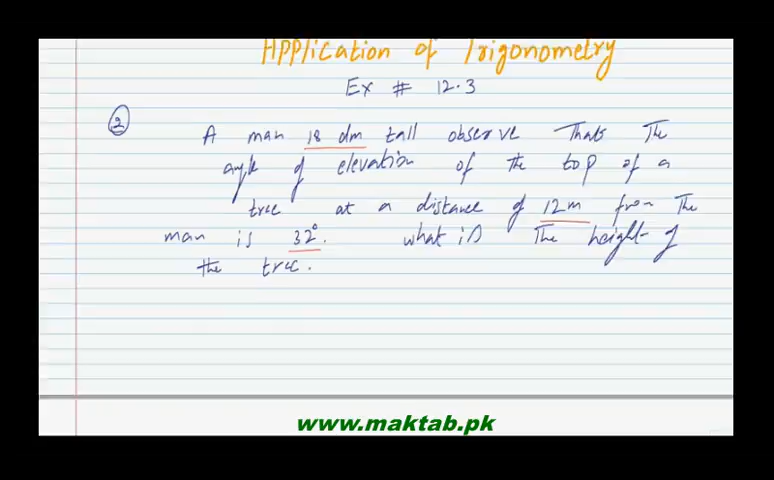 Application of Trigonometry
Ex # 12.3
2 A man 18 dm tall observe that the
angle of elevation of the top of a
tree at a distance of 12m from The
man is 32°. what is The height of
the tree.
www.maktab.pk